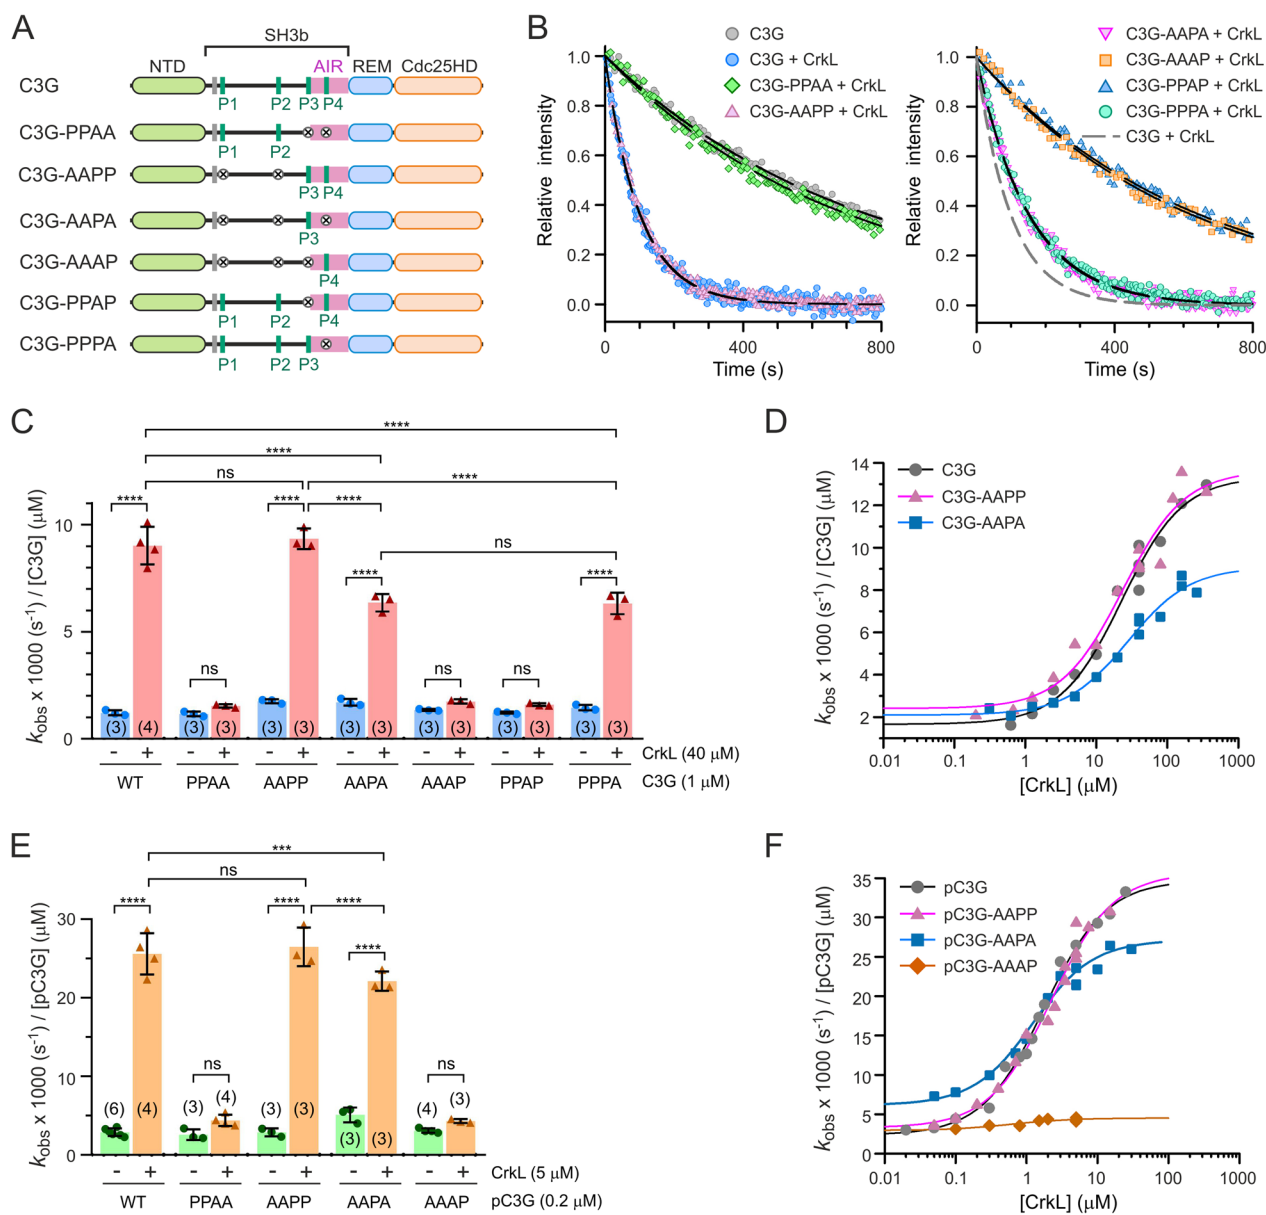 A
SH3b
NTD
AIR
REM
Cdc25HD
C3G
P1
P2
P3
P4
C3G-PPAA
P1
P2
C3G-AAPP
P3
P4
C3G-AAPA
P3
C3G-AAAP
P4
C3G-PPAP
P1
P2
P4
C3G-PPPA
P1
P2
P3
B
C3G
C3G + CrkL
C3G-PPAA + CrkL
C3G-AAPP + CrkL
Relative intensity
1.0
0.8
0.6
0.4
0.2
0.0
0
400
800
Time (s)
C3G-AAPA + CrkL
C3G-AAAP + CrkL
C3G-PPAP + CrkL
C3G-PPPA + CrkL
C3G + CrkL
Relative intensity
1.0
0.8
0.6
0.4
0.2
0.0
0
400
800
Time (s)
C
****
****
ns
****
****
****
****
ns
****
****
ns
ns
ns
kobs x 1000 (s-1) / [C3G] (μM)
10
5
0
(3) (4) (3) (3) (3) (3) (3) (3) (3) (3) (3) (3) (3) (3)
- + - + - + - + - + - + - + CrkL (40 μM)
WT PPAA AAPP AAPA AAAP PPAP PPPA C3G (1 μM)
D
C3G
C3G-AAPP
C3G-AAPA
kobs x 1000 (s-1) / [C3G] (μM)
14
12
10
8
6
4
2
0.01 0.1 1 10 100 1000
[CrkL] (μM)
E
***
ns
****
****
****
****
ns
ns
kobs x 1000 (s-1) / [pC3G] (μM)
30
20
10
0
(6) (4) (3) (4) (3) (3) (3) (3) (4) (3)
- + - + - + - + - + CrkL (5 μM)
WT PPAA AAPP AAPA AAAP pC3G (0.2 μM)
F
pC3G
pC3G-AAPP
pC3G-AAPA
pC3G-AAAP
kobs x 1000 (s-1) / [pC3G] (μM)
35
30
25
20
15
10
5
0
0.01 0.1 1 10 100 1000
[CrkL] (μM)